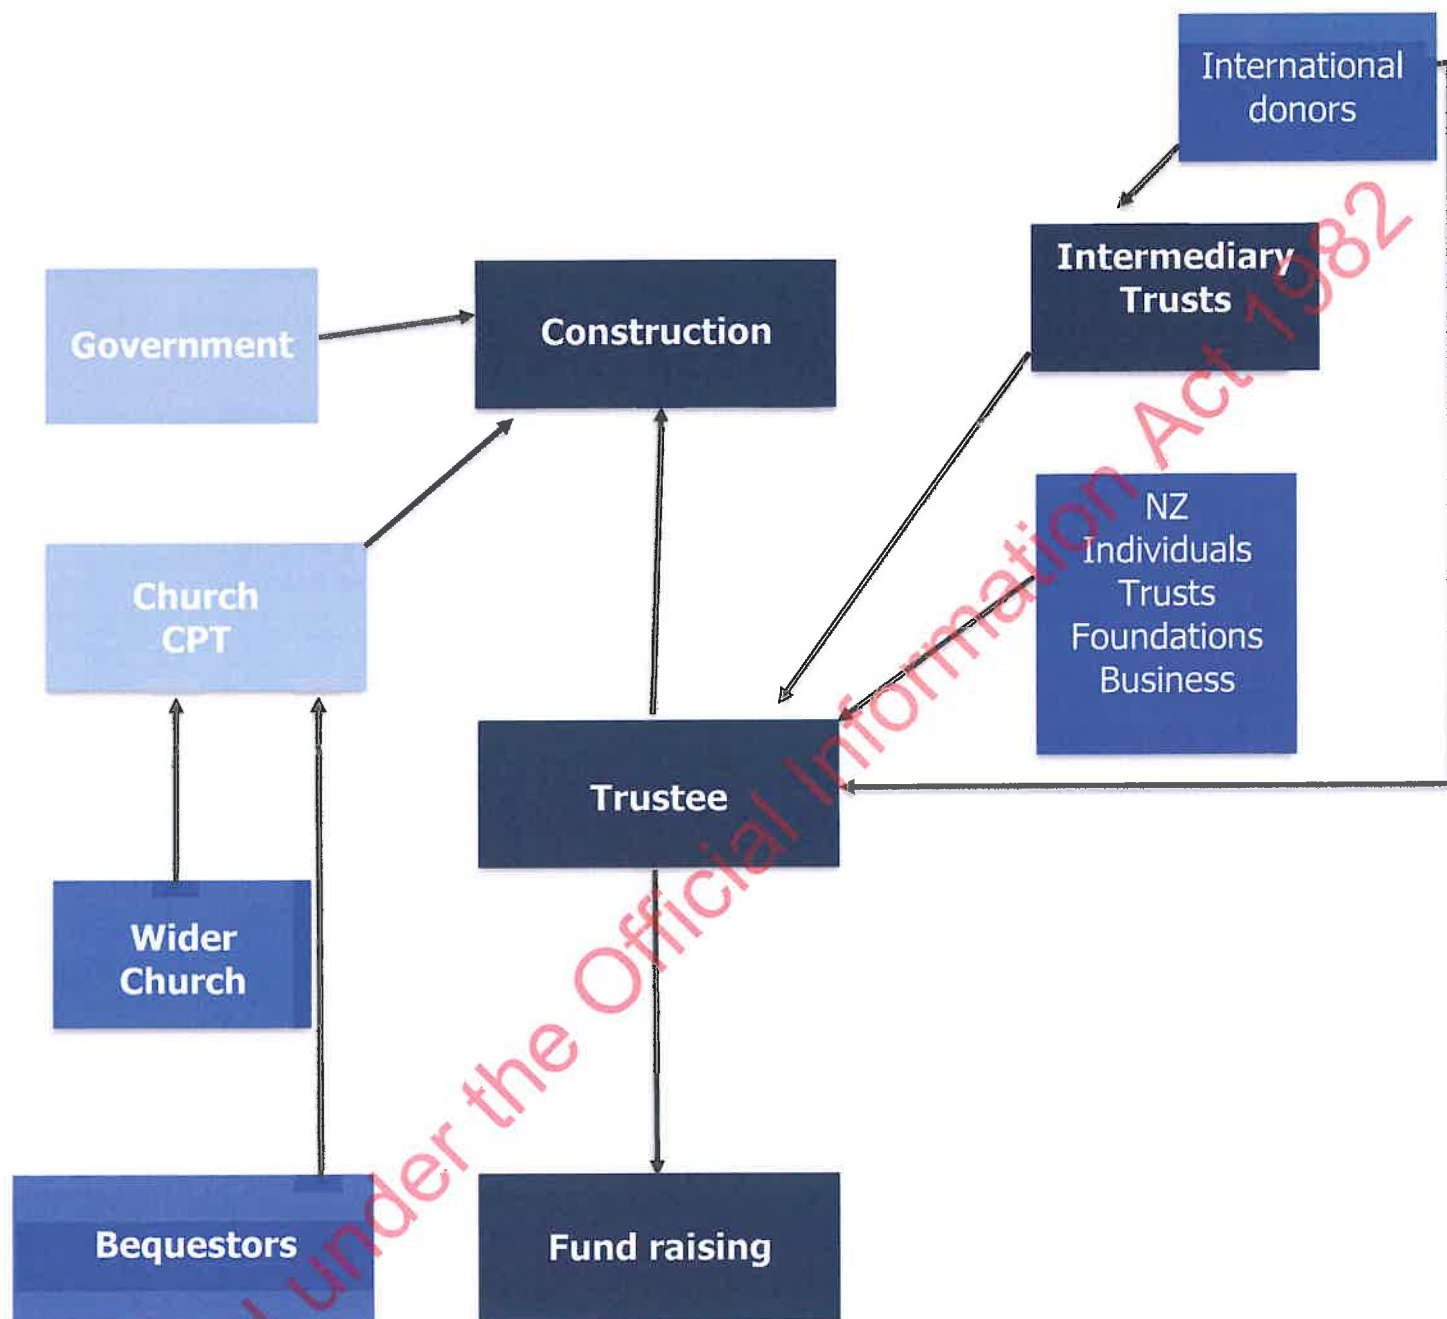 International
donors
Intermediary
Trusts
Government
Construction
NZ
Individuals
Trusts
Foundations
Business
Church
CPT
Trustee
Wider
Church
Bequestors
Fund raising
under the Official Information Act 1982